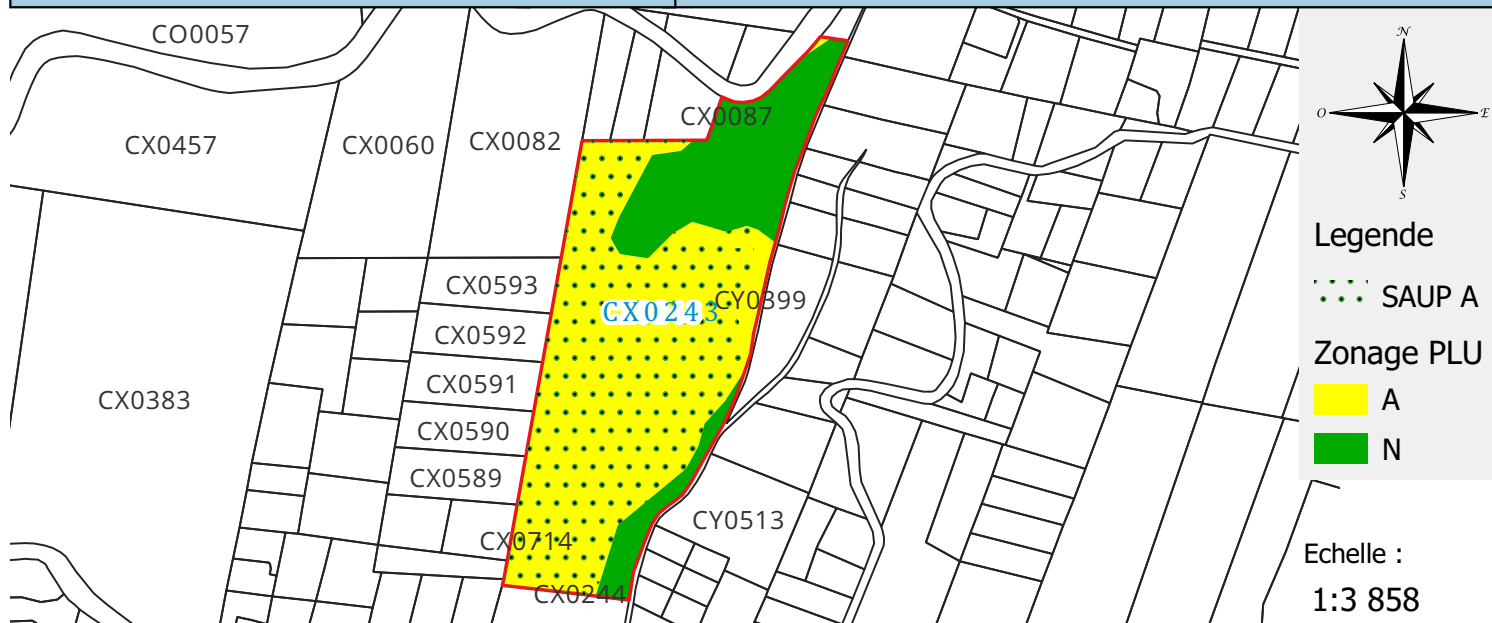 CO0057
N
CX0087
O
E
CX0457
CX0060
CX0082
S
Legende
CX0593
SAUP A
CX0243
CY0399
CX0592
Zonage PLU
CX0591
CX0383
A
CX0590
N
CX0589
CY0513
CX0714
Echelle :
CX0244
1:3 858